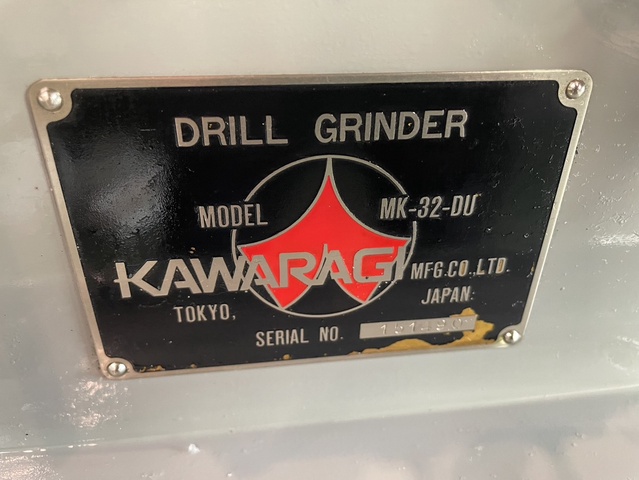 DRILL GRINDER
MODEL MK-32-DU
KAWARAGI MFG.CO.,LTD.
TOKYO, JAPAN.
SERIAL NO.